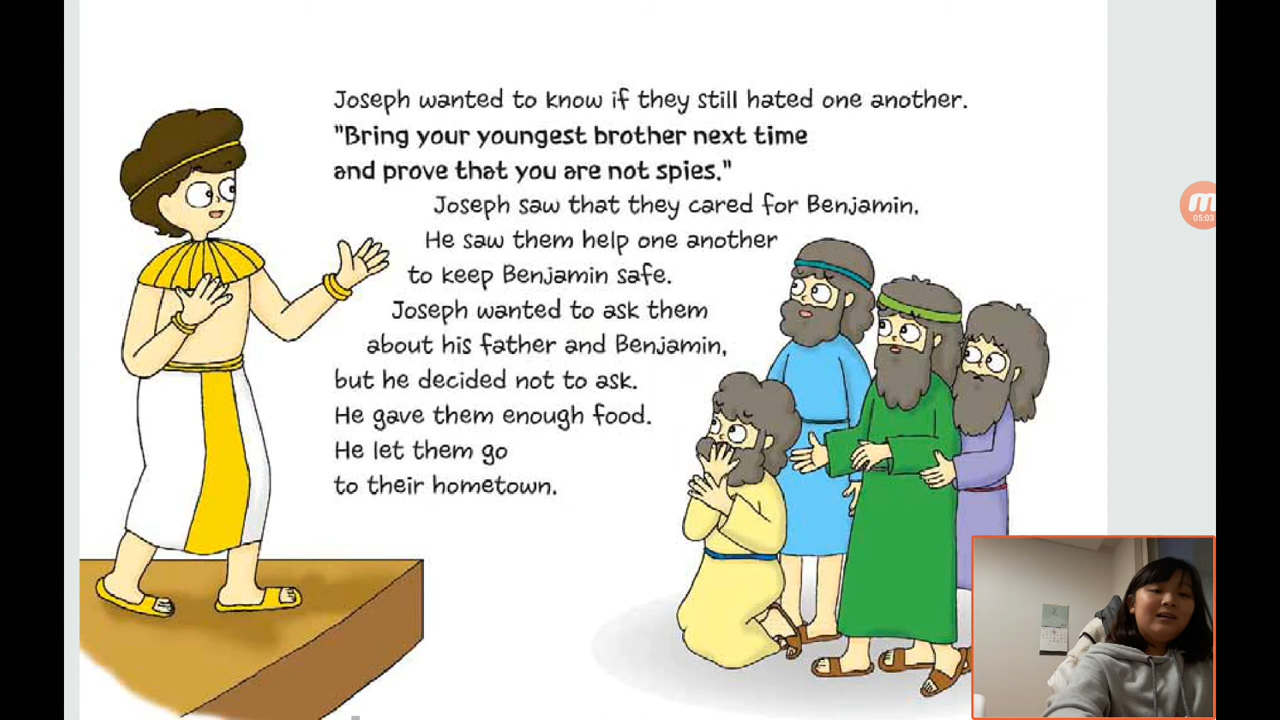 Joseph wanted to know if they still hated one another.
"Bring your youngest brother next time
and prove that you are not spies."
Joseph saw that they cared for Benjamin.
He saw them help one another
to keep Benjamin safe.
Joseph wanted to ask them
about his father and Benjamin,
but he decided not to ask.
He gave them enough food.
He let them go
to their hometown.
05:03